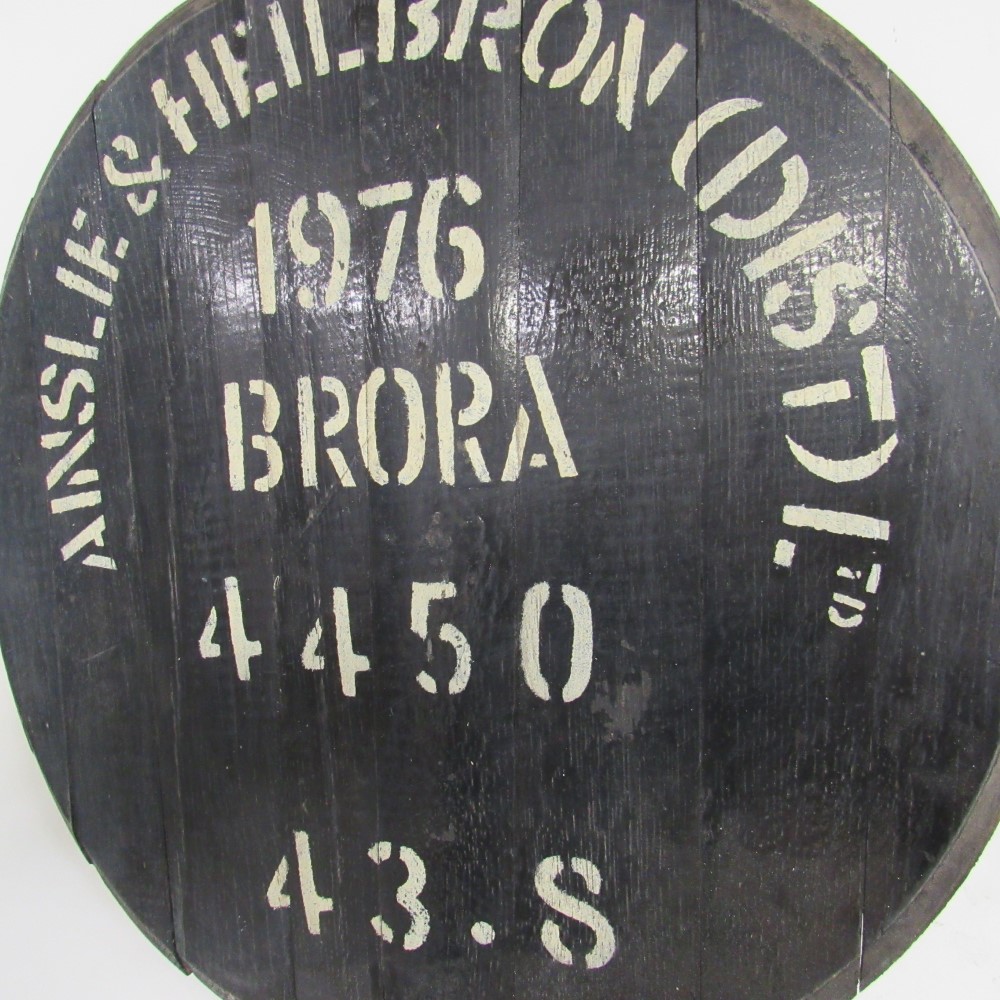 AINSLIE & HEILBRON (DIST) LTD
1976
BRORA
4450
43.S